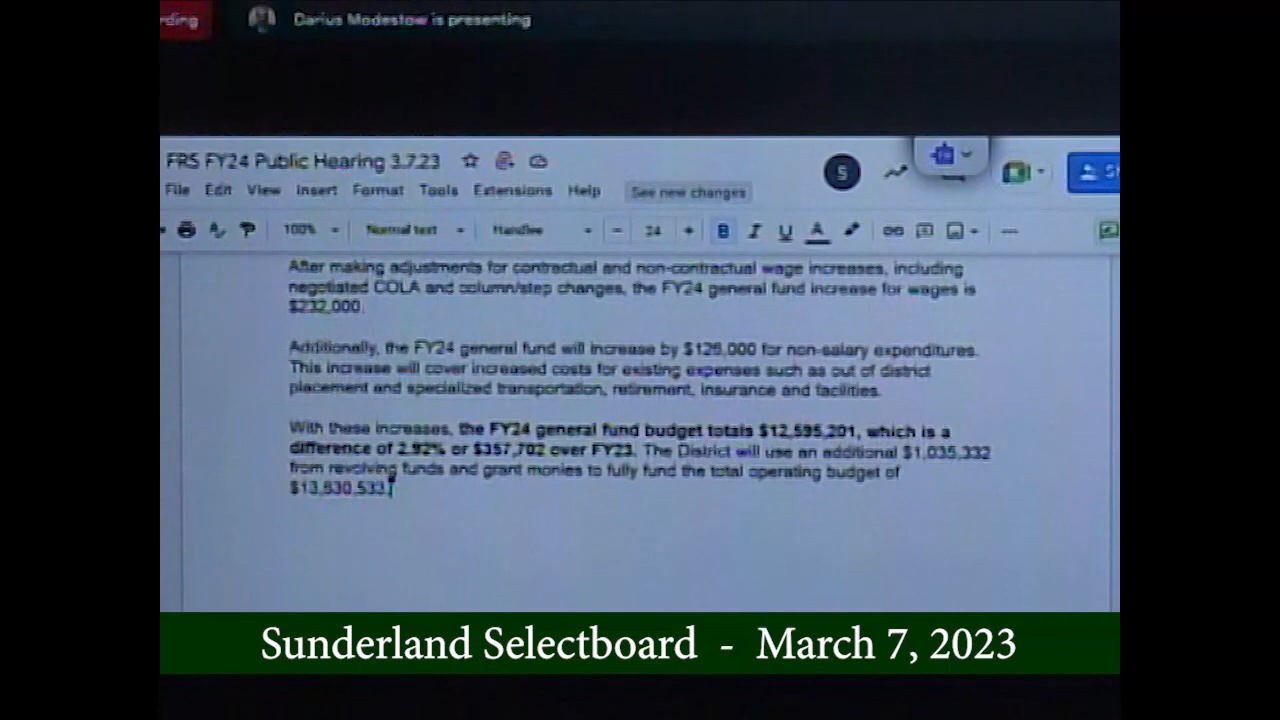 Darius Modestow is presenting
FRS FY24 Public Hearing 3.7.23
File Edit View Insert Format Tools Extensions Help See new changes
S
100% Normal text 24 B I U A
After making adjustments for contractual and non-contractual wage increases, including
negotiated COLA and column/step changes, the FY24 general fund increase for wages is
$232,000.
Additionally, the FY24 general fund will increase by $126,000 for non-salary expenditures.
This increase will cover increased costs for existing expenses such as out of district
placement and specialized transportation, retirement, insurance and facilities.
With these increases, the FY24 general fund budget totals $12,595,201, which is a
difference of 2.92% or $357,702 over FY23. The District will use an additional $1,035,332
from revolving funds and grant monies to fully fund the total operating budget of
$13,630,533.
Sunderland Selectboard - March 7, 2023